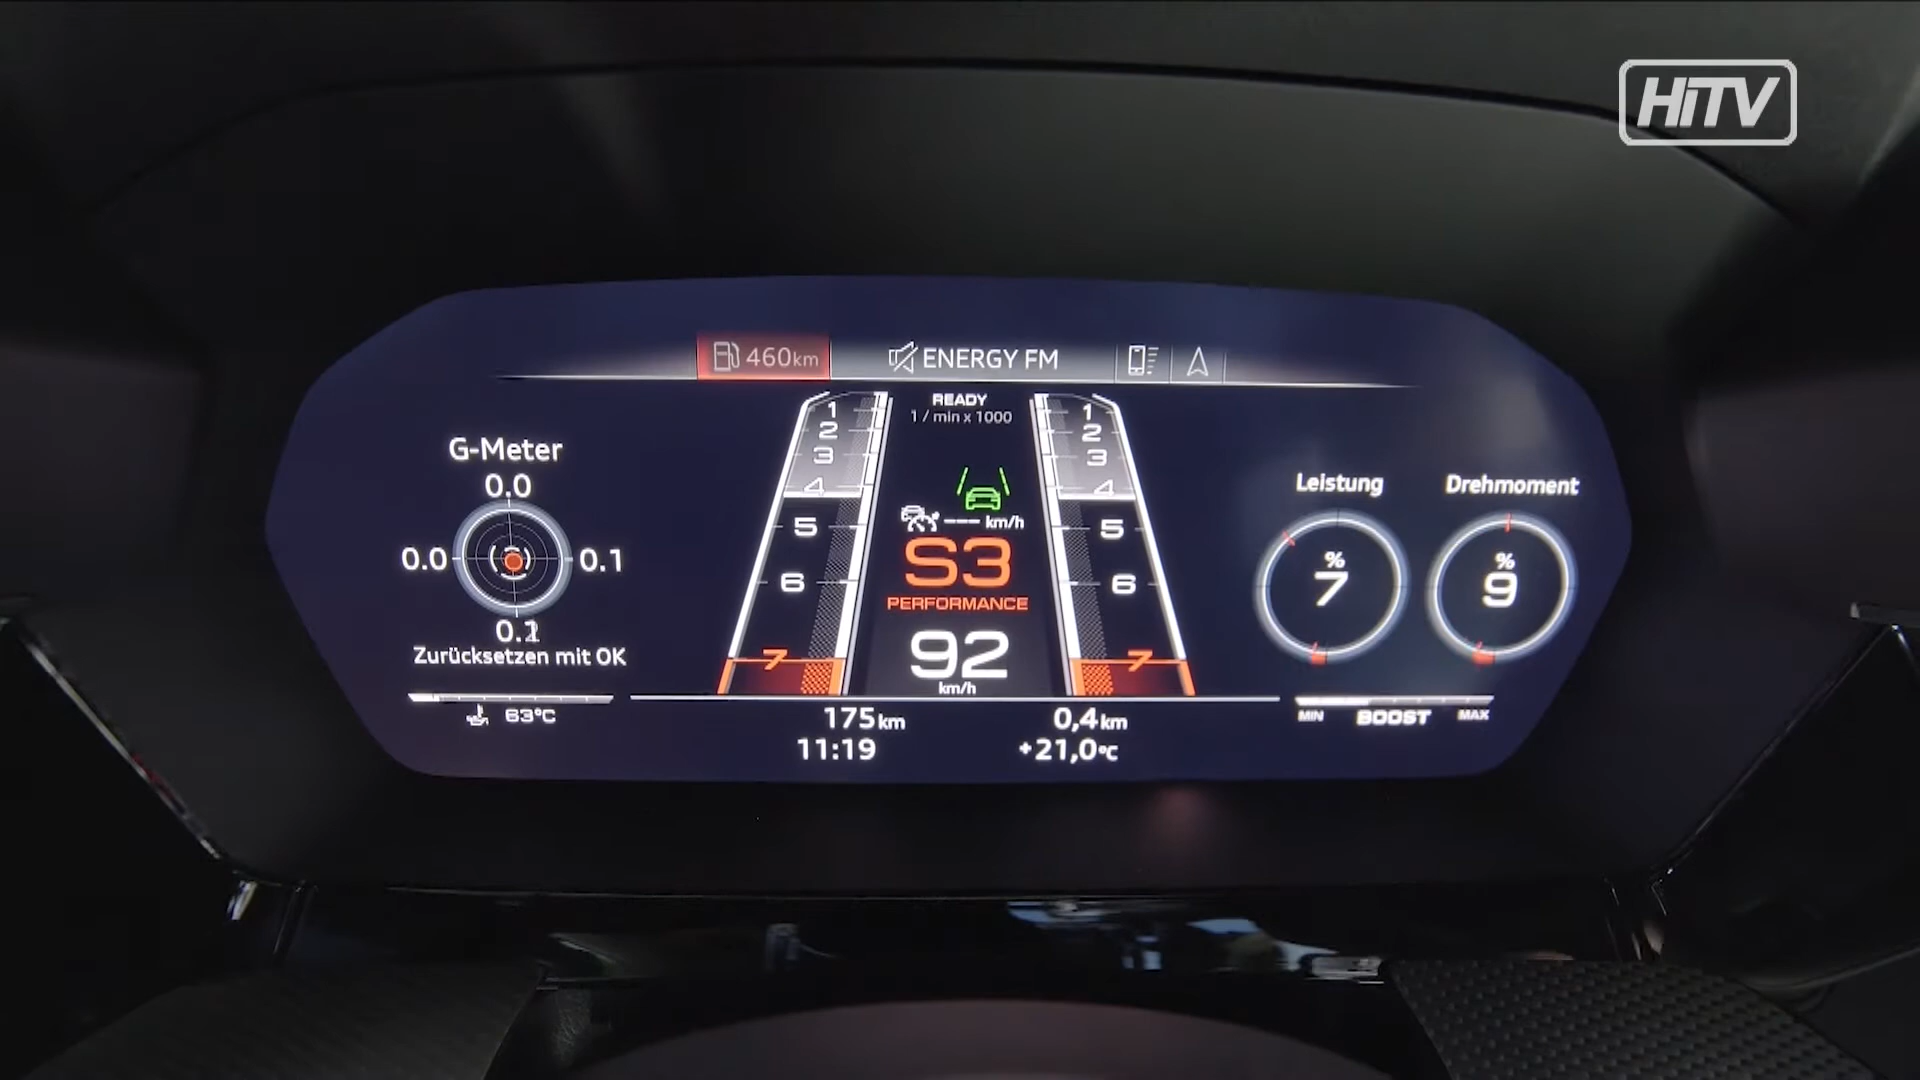 HiTV
460km
ENERGY FM
READY
1 / min x 1000
1 2 3 4 5 6 7
1 2 3 4 5 6 7
--- km/h
S3
PERFORMANCE
92
km/h
G-Meter
0.0
0.0
0.1
Zurücksetzen mit OK
63°C
Leistung
%
7
Drehmoment
%
9
MIN BOOST MAX
175km
0,4km
11:19
+21,0°C